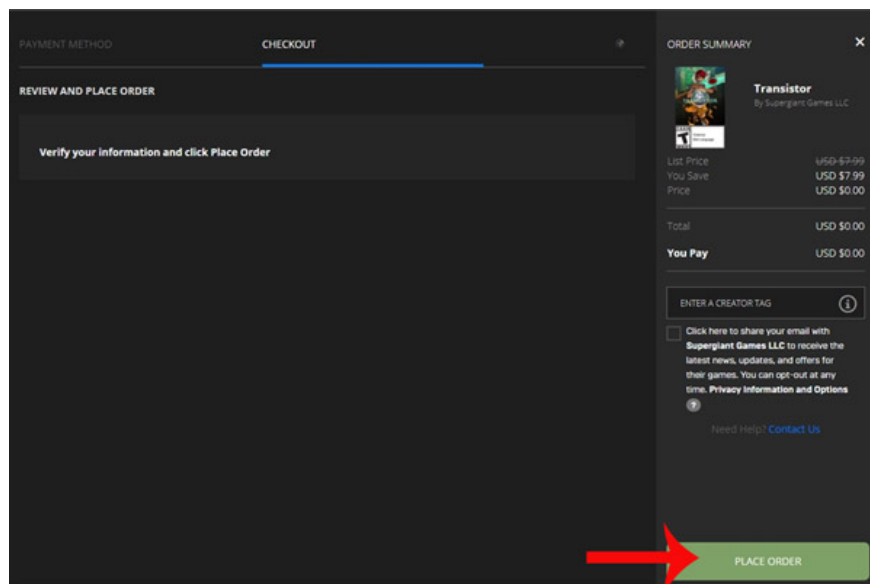 PAYMENT METHOD
CHECKOUT
REVIEW AND PLACE ORDER
Verify your information and click Place Order
ORDER SUMMARY
Transistor
By Supergiant Games LLC
List Price USD $7.99
You Save USD $7.99
Price USD $0.00
Total USD $0.00
You Pay USD $0.00
ENTER A CREATOR TAG
Click here to share your email with
Supergiant Games LLC to receive the
latest news, updates, and offers for
their games. You can opt-out at any
time. Privacy Information and Options
?
Need Help? Contact Us
PLACE ORDER